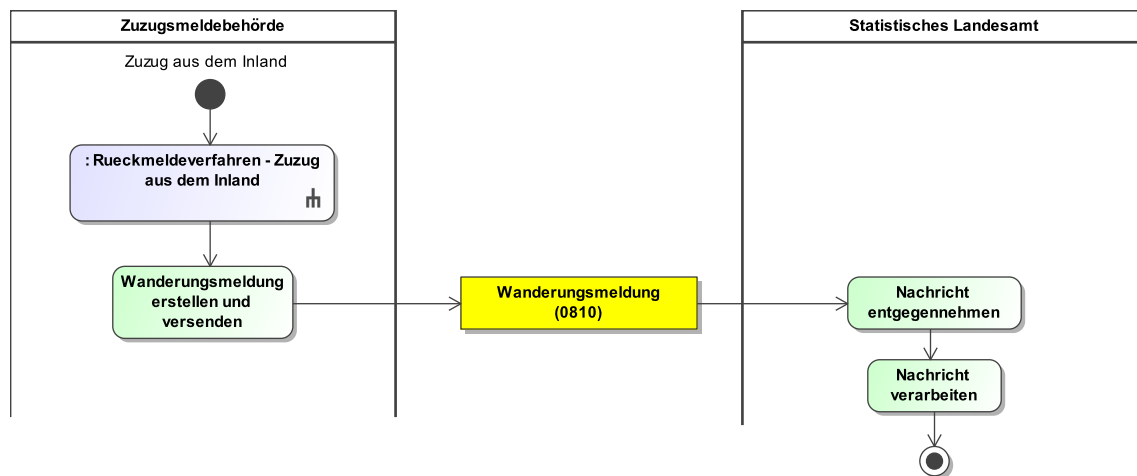 Zuzugsmeldebehörde
Zuzug aus dem Inland
: Rueckmeldeverfahren - Zuzug
aus dem Inland
Wanderungsmeldung
erstellen und
versenden
Wanderungsmeldung
(0810)
Statistisches Landesamt
Nachricht
entgegennehmen
Nachricht
verarbeiten